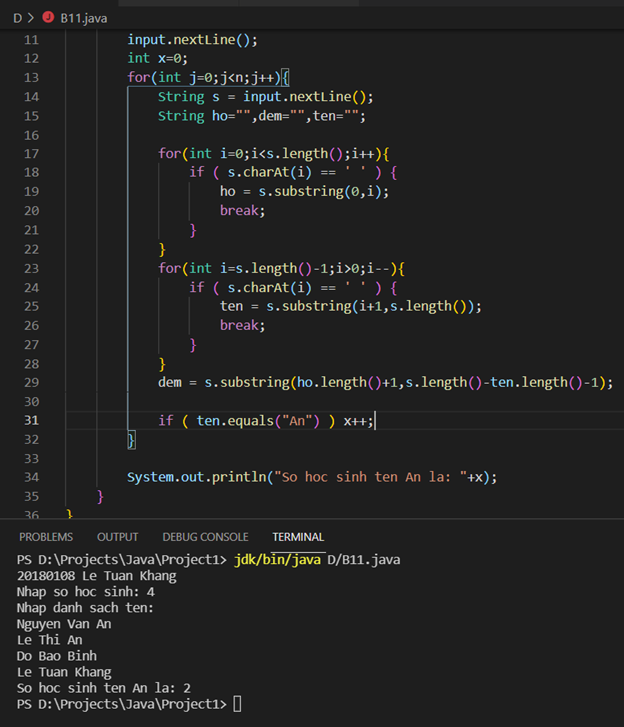 D > B11.java
11 input.nextLine();
12 int x=0;
13 for(int j=0;j<n;j++){
14 String s = input.nextLine();
15 String ho="",dem="",ten="";
16
17 for(int i=0;i<s.length();i++){
18 if ( s.charAt(i) == ' ' ) {
19 ho = s.substring(0,i);
20 break;
21 }
22 }
23 for(int i=s.length()-1;i>0;i--){
24 if ( s.charAt(i) == ' ' ) {
25 ten = s.substring(i+1,s.length());
26 break;
27 }
28 }
29 dem = s.substring(ho.length()+1,s.length()-ten.length()-1);
30
31 if ( ten.equals("An") ) x++;
32 }
33
34 System.out.println("So hoc sinh ten An la: "+x);
35 }
36 }
PROBLEMS OUTPUT DEBUG CONSOLE TERMINAL
PS D:\Projects\Java\Project1> jdk/bin/java D/B11.java
20180108 Le Tuan Khang
Nhap so hoc sinh: 4
Nhap danh sach ten:
Nguyen Van An
Le Thi An
Do Bao Binh
Le Tuan Khang
So hoc sinh ten An la: 2
PS D:\Projects\Java\Project1>